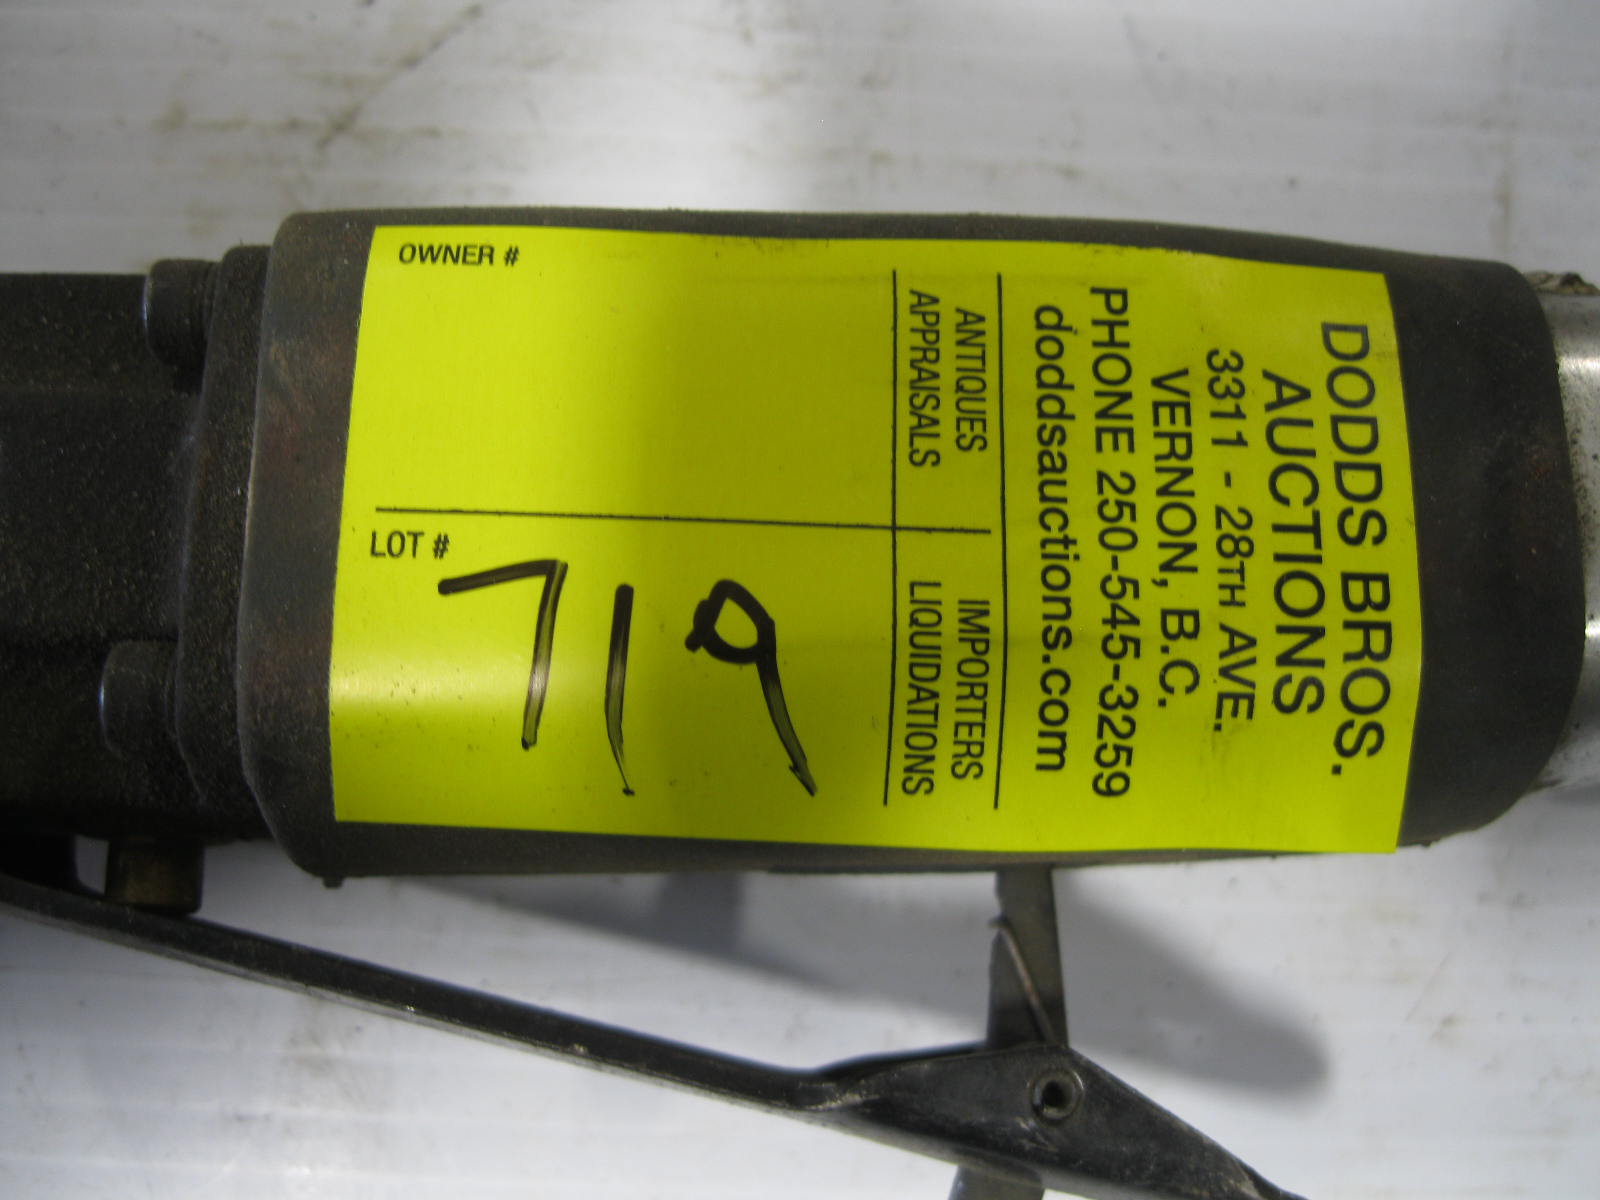 DODDS BROS.
AUCTIONS
3311 - 28TH AVE.
VERNON, B.C.
PHONE 250-545-3259
doddsauctions.com
ANTIQUES IMPORTERS
APPRAISALS LIQUIDATIONS
OWNER #
LOT #
719